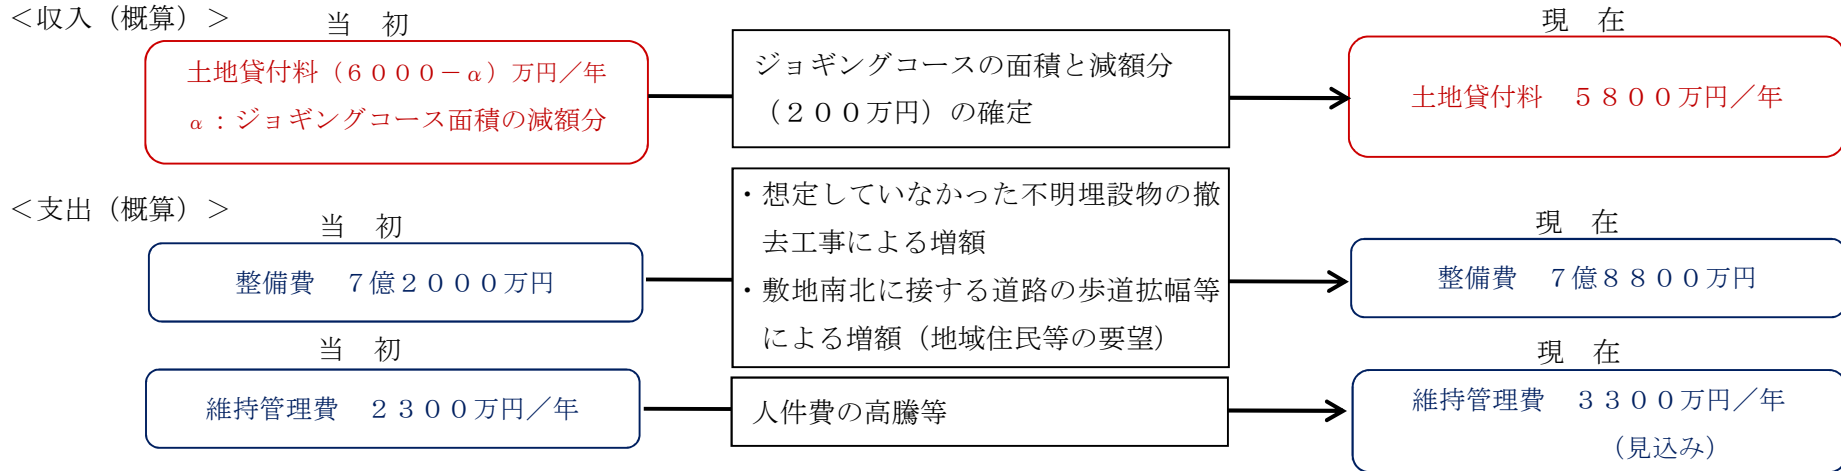 ＜収入（概算）＞
当　初
土地貸付料（６０００－α）万円／年
α：ジョギングコース面積の減額分
ジョギングコースの面積と減額分
（２００万円）の確定
現　在
土地貸付料　５８００万円／年
＜支出（概算）＞
当　初
整備費　７億２０００万円
・想定していなかった不明埋設物の撤
去工事による増額
・敷地南北に接する道路の歩道拡幅等
による増額（地域住民等の要望）
現　在
整備費　７億８８００万円
当　初
維持管理費　２３００万円／年
人件費の高騰等
現　在
維持管理費　３３００万円／年
（見込み）